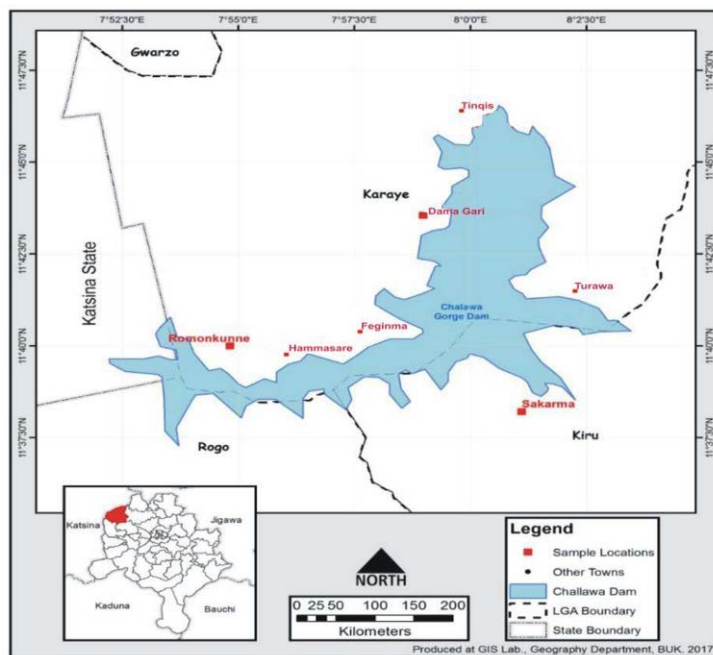 7°52'30"E 7°55'0"E 7°57'30"E 8°0'0"E 8°2'30"E
Gwarzo
11°47'30"N 11°47'30"N
Tinqis
11°45'0"N 11°45'0"N
Karaye
Dama Gari
11°42'30"N 11°42'30"N
Katsina State
Turawa
Chalawa
Gorge Dam
Feginma
Romonkunne
11°40'0"N 11°40'0"N
Hammasare
Sakarma
Rogo
Kiru
11°37'30"N 11°37'30"N
Katsina
Jigawa
Kaduna
Bauchi
NORTH
0 25 50 100 150 200
Kilometers
Legend
Sample Locations
Other Towns
Challawa Dam
LGA Boundary
State Boundary
Produced at GIS Lab., Geography Department, BUK. 2017